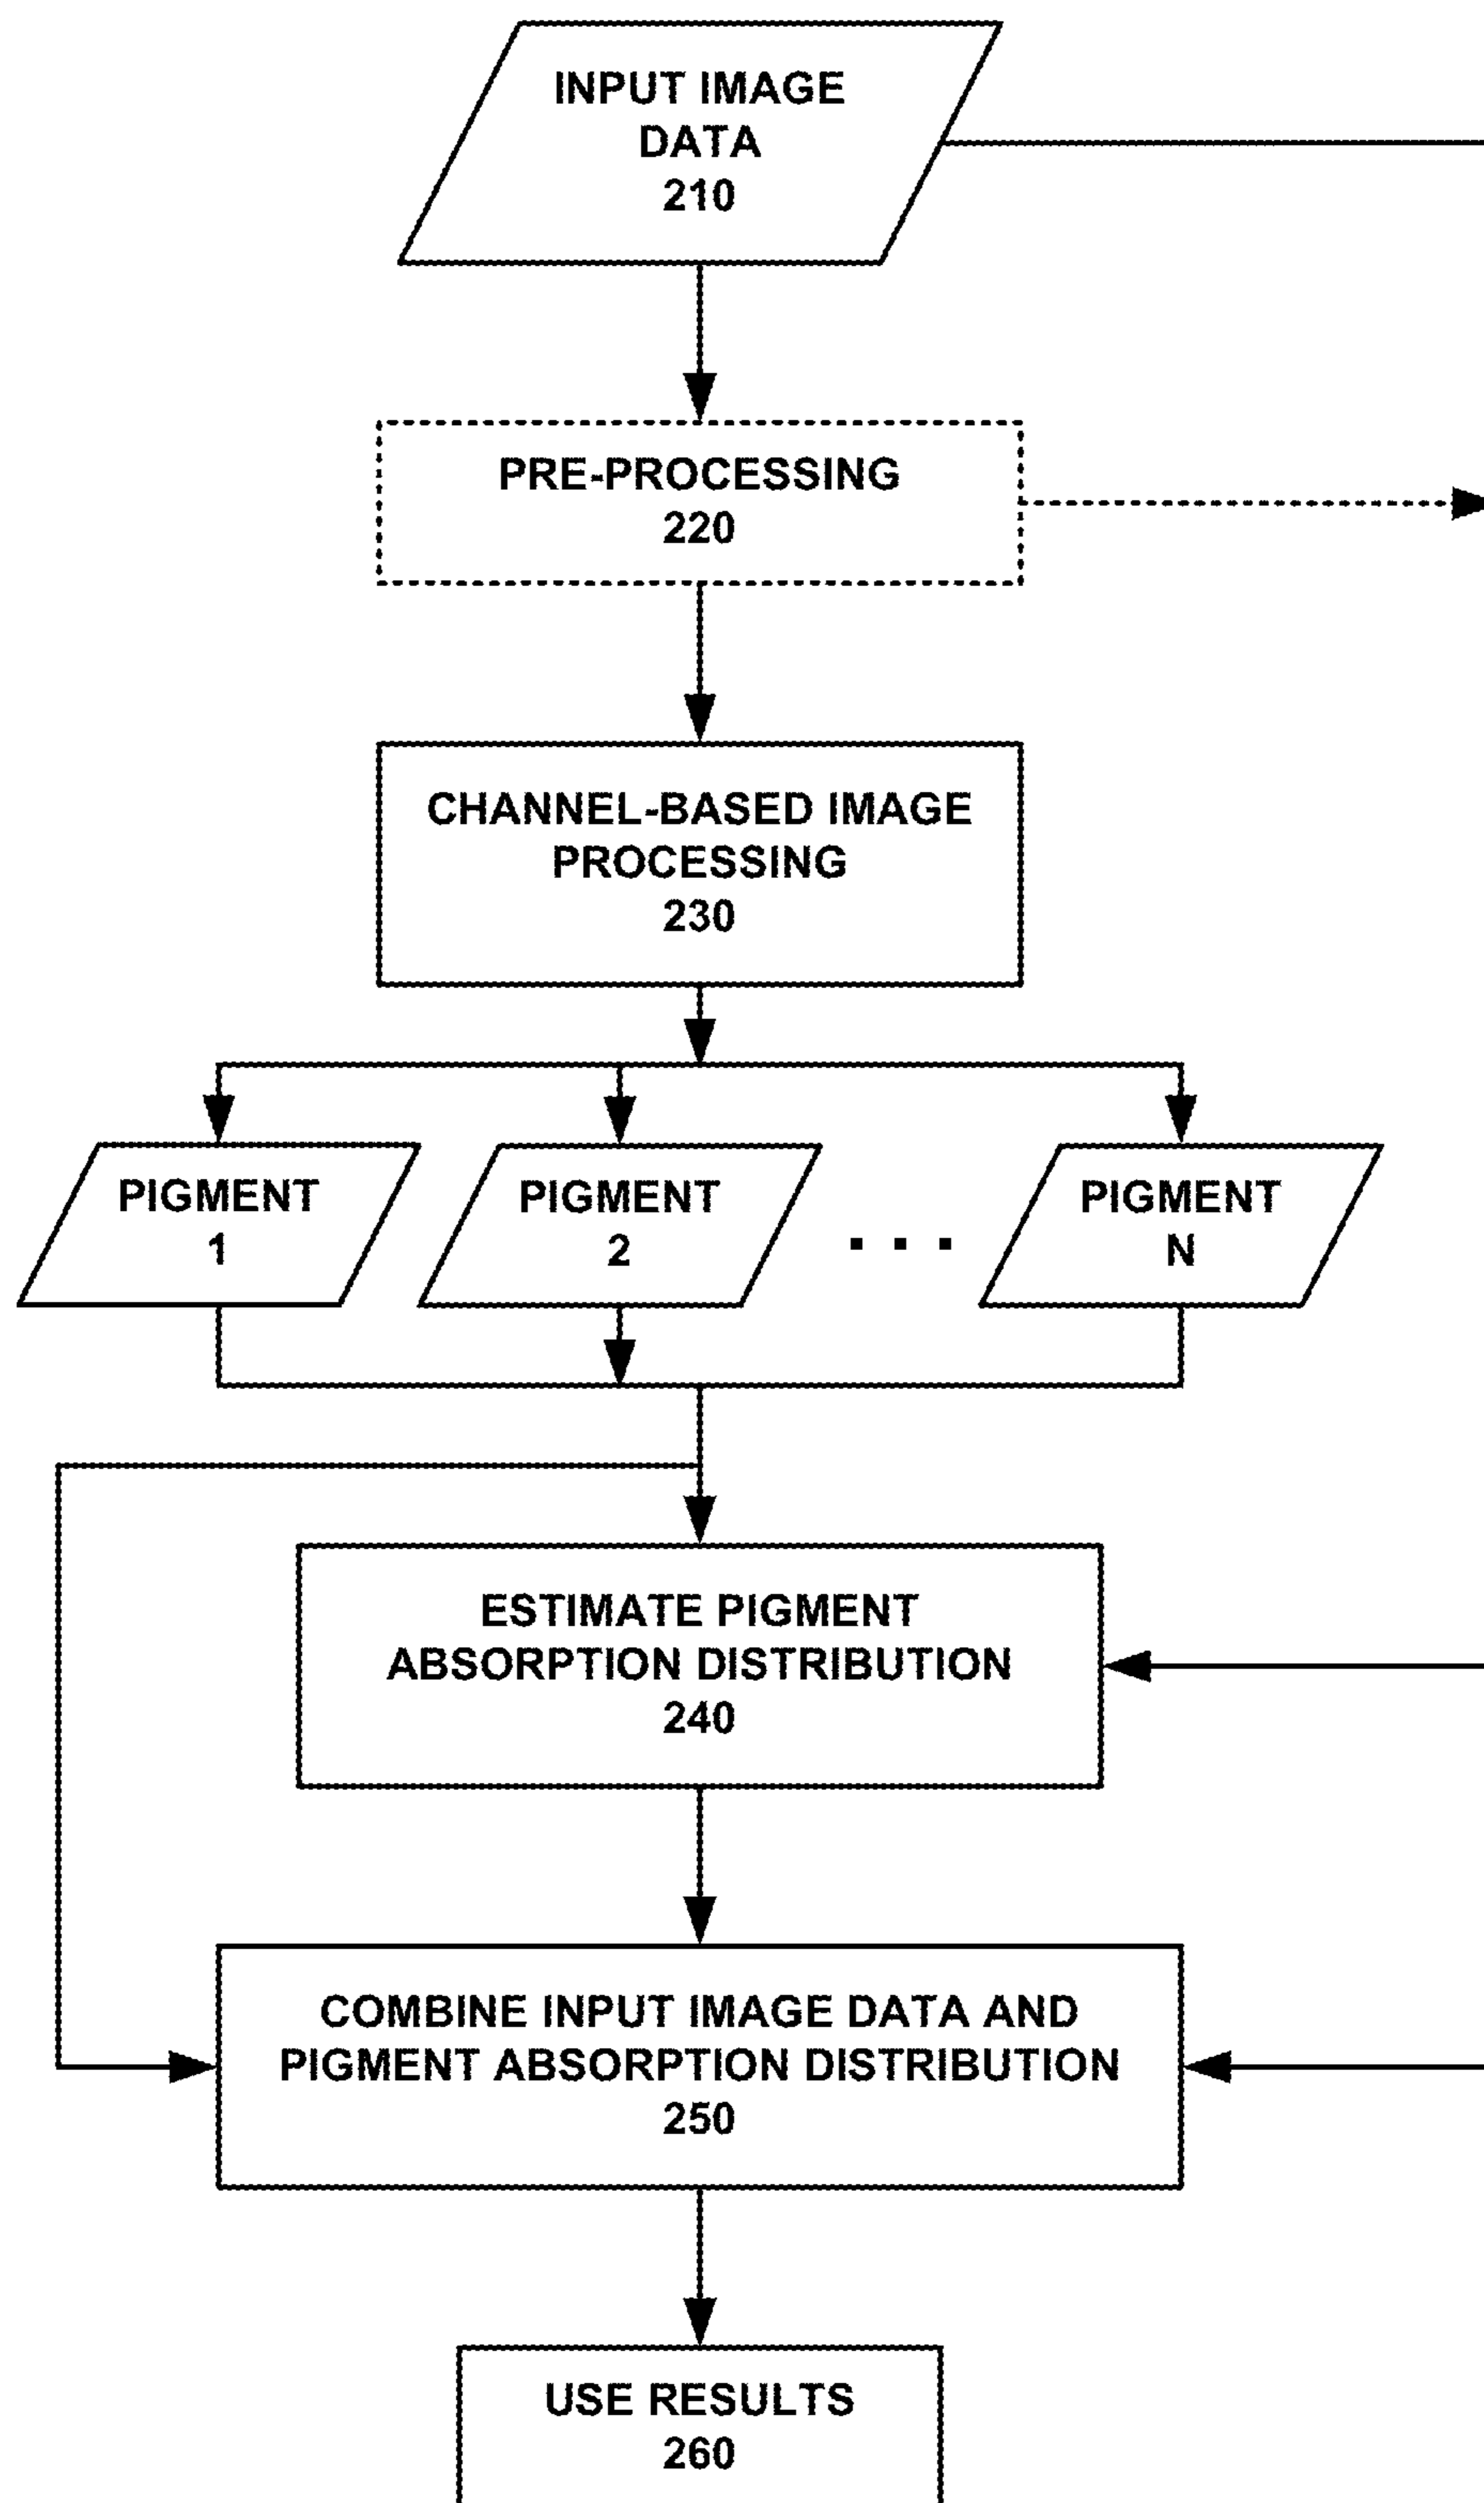 INPUT IMAGE
DATA
210
PRE-PROCESSING
220
CHANNEL-BASED IMAGE
PROCESSING
230
PIGMENT
1
PIGMENT
2
. . .
PIGMENT
N
ESTIMATE PIGMENT
ABSORPTION DISTRIBUTION
240
COMBINE INPUT IMAGE DATA AND
PIGMENT ABSORPTION DISTRIBUTION
250
USE RESULTS
260